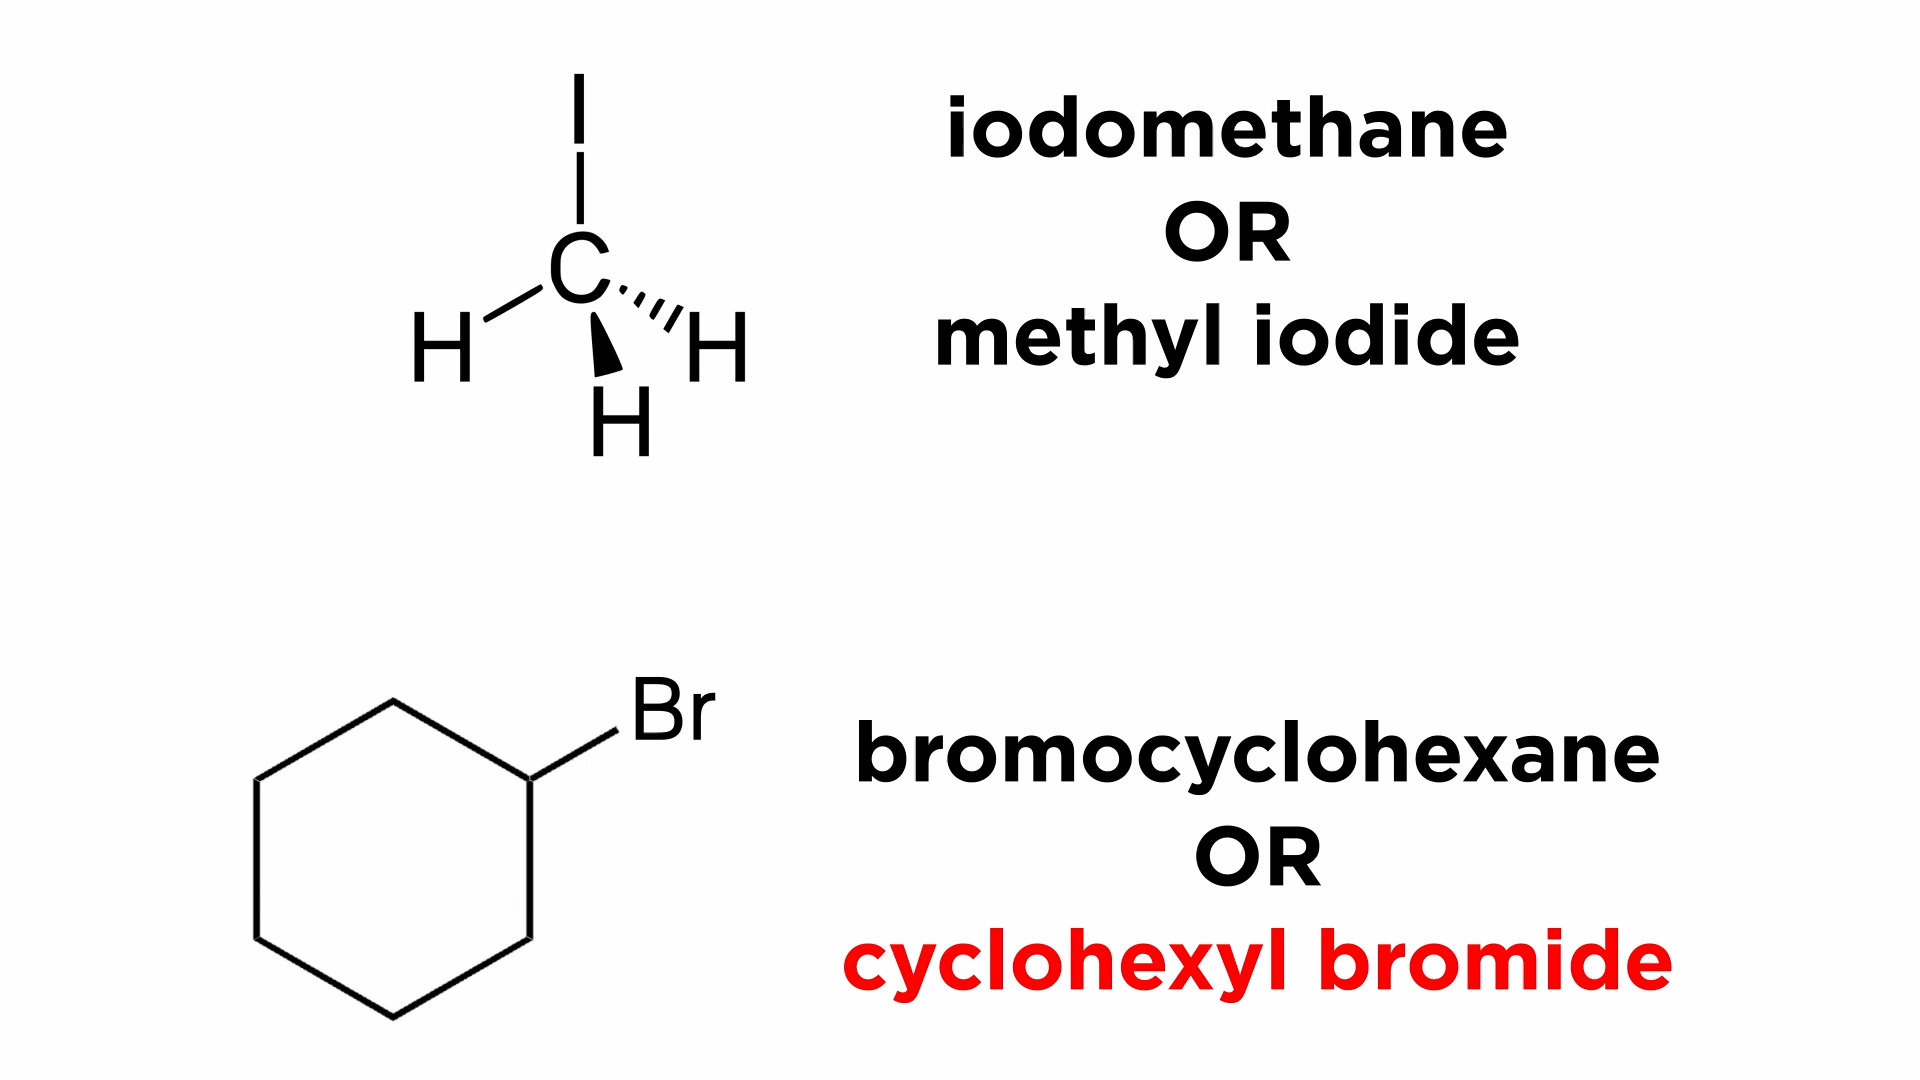 I
C
H
H
H
iodomethane
OR
methyl iodide
Br
bromocyclohexane
OR
cyclohexyl bromide